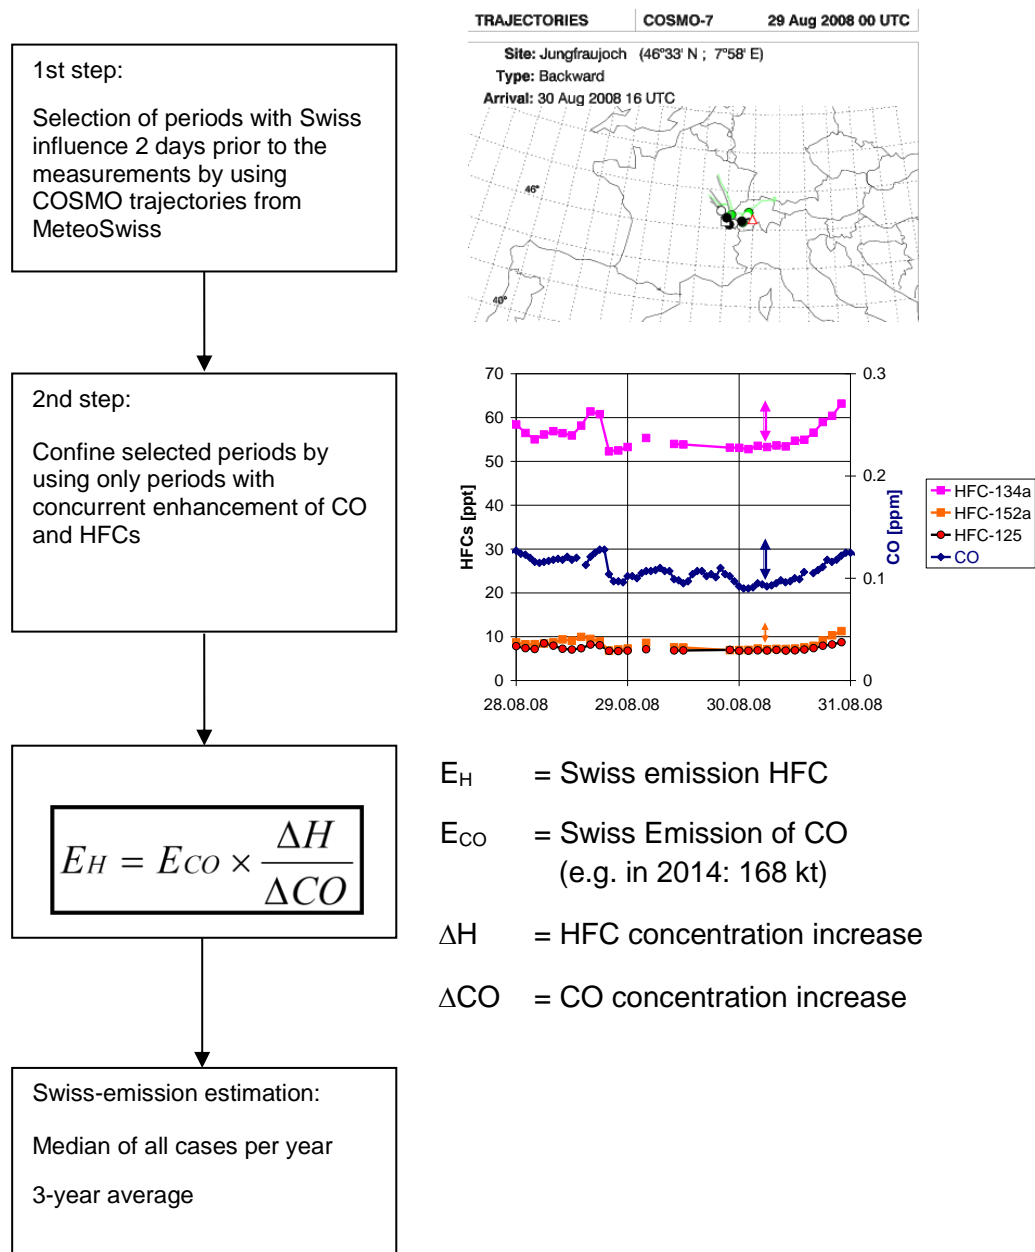 TRAJECTORIES COSMO-7 29 Aug 2008 00 UTC
Site: Jungfraujoch (46°33' N ; 7°58' E)
Type: Backward
Arrival: 30 Aug 2008 16 UTC
46°
40°
1st step:
Selection of periods with Swiss
influence 2 days prior to the
measurements by using
COSMO trajectories from
MeteoSwiss
2nd step:
Confine selected periods by
using only periods with
concurrent enhancement of CO
and HFCs
70
60
50
40
30
20
10
0
HFCs [ppt]
0.3
0.2
0.1
0
CO [ppm]
28.08.08 29.08.08 30.08.08 31.08.08
HFC-134a
HFC-152a
HFC-125
CO
E_H = E_CO × ΔH / ΔCO
E_H = Swiss emission HFC
E_CO = Swiss Emission of CO
(e.g. in 2014: 168 kt)
ΔH = HFC concentration increase
ΔCO = CO concentration increase
Swiss-emission estimation:
Median of all cases per year
3-year average